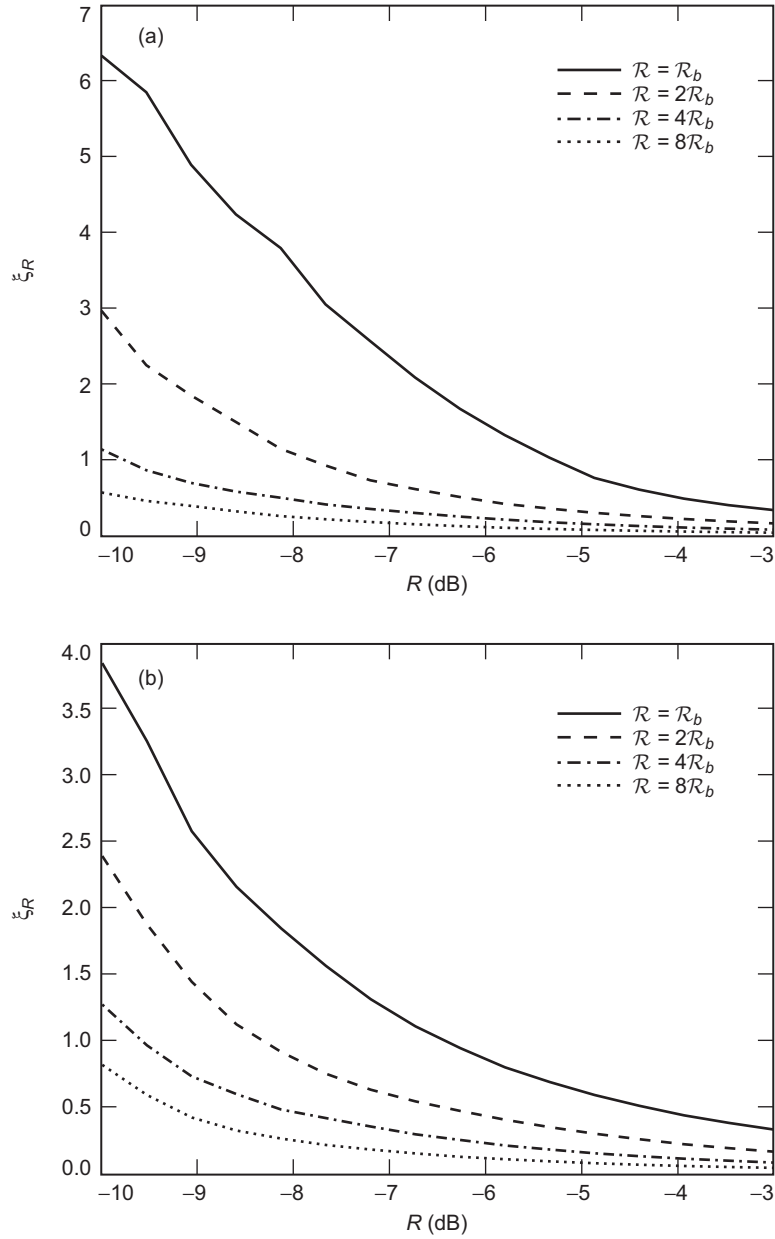 7
(a)
ℛ = ℛb
6
ℛ = 2ℛb
ℛ = 4ℛb
ℛ = 8ℛb
5
4
ξR
3
2
1
0
–10 –9 –8 –7 –6 –5 –4 –3
R (dB)
4.0
(b)
3.5
ℛ = ℛb
ℛ = 2ℛb
ℛ = 4ℛb
3.0
ℛ = 8ℛb
2.5
2.0
ξR
1.5
1.0
0.5
0.0
–10 –9 –8 –7 –6 –5 –4 –3
R (dB)